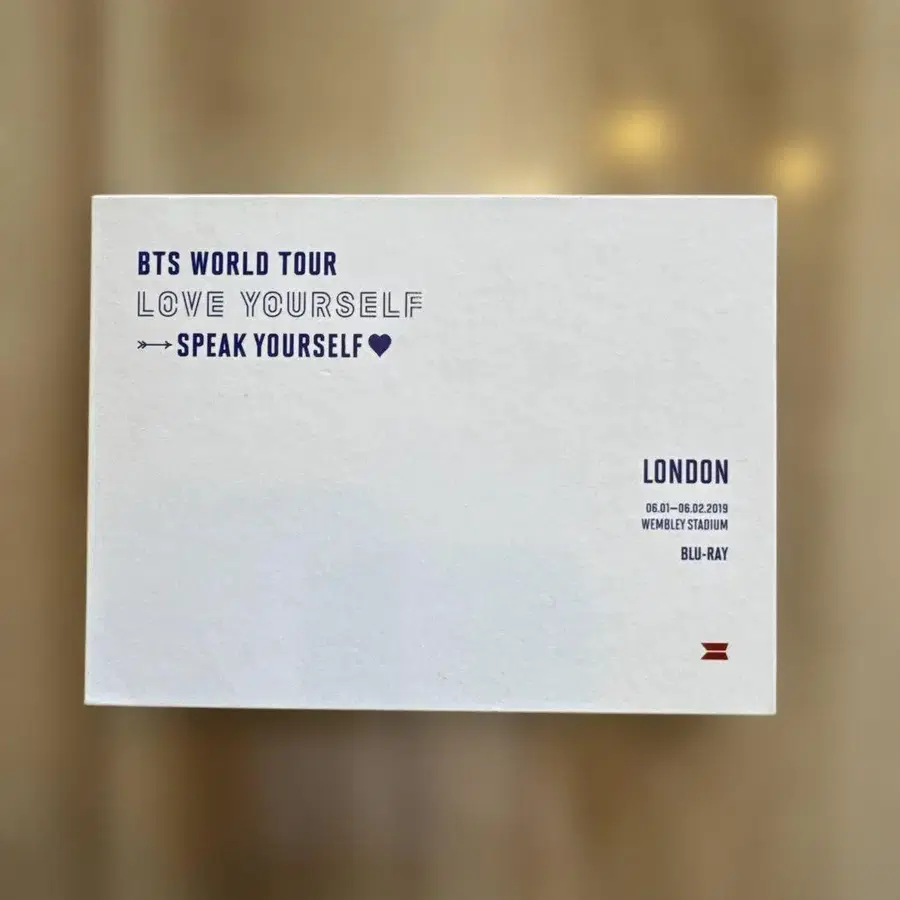 BTS WORLD TOUR
LOVE YOURSELF
SPEAK YOURSELF
LONDON
06.01–06.02.2019
WEMBLEY STADIUM
BLU-RAY